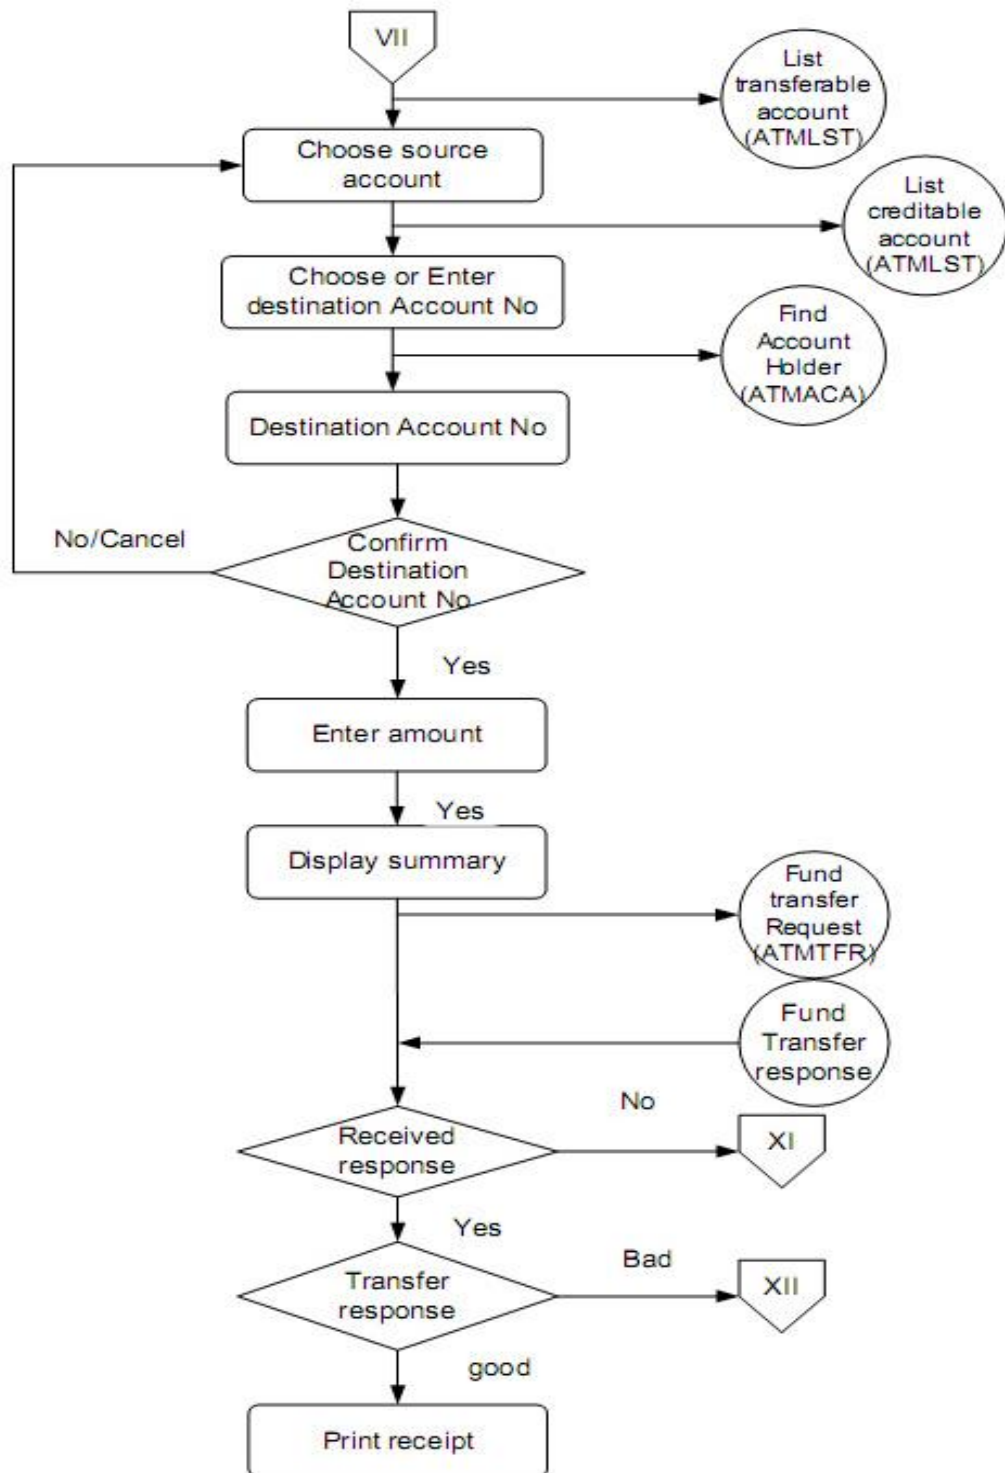 VII
List
transferable
account
(ATMLST)
Choose source
account
List
creditable
account
(ATMLST)
Choose or Enter
destination Account No
Find
Account
Holder
(ATMACA)
Destination Account No
No/Cancel
Confirm
Destination
Account No
Yes
Enter amount
Yes
Display summary
Fund
transfer
Request
(ATMTFR)
Fund
Transfer
response
No
Received
response
XI
Yes
Bad
Transfer
response
XII
good
Print receipt